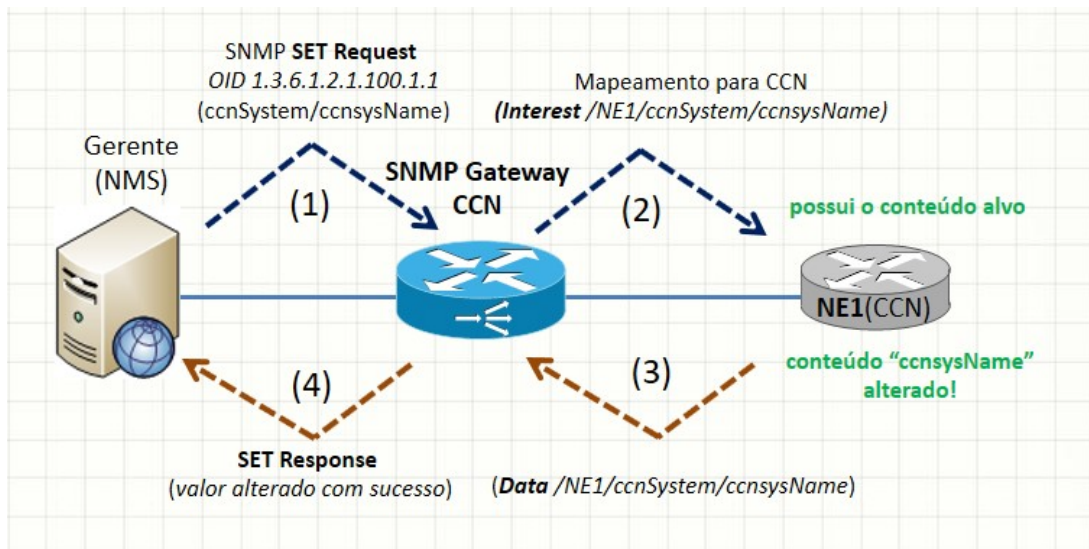 SNMP SET Request
OID 1.3.6.1.2.1.100.1.1
(ccnSystem/ccnsysName)
Mapeamento para CCN
(Interest /NE1/ccnSystem/ccnsysName)
Gerente
(NMS)
SNMP Gateway
CCN
(1)
(2)
possui o conteúdo alvo
NE1(CCN)
(4)
(3)
conteúdo “ccnsysName”
alterado!
SET Response
(valor alterado com sucesso)
(Data /NE1/ccnSystem/ccnsysName)